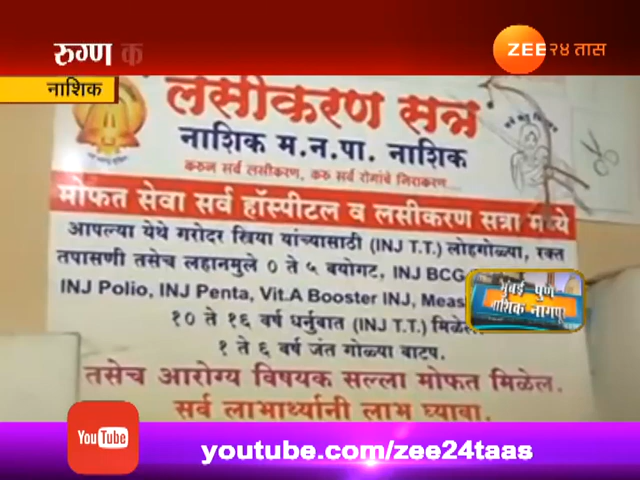 रुग्ण
ZEE २४ तास
नाशिक
लसीकरण सत्र
नाशिक म.न.पा. नाशिक
करुन सर्व लसीकरण, करु सर्व रोगांचे निराकरण...
मोफत सेवा सर्व हॉस्पीटल व लसीकरण सत्रा मध्ये
आपल्या येथे गरोदर स्त्रिया यांच्यासाठी (INJ T.T.) लोहगोळ्या, रक्त
तपासणी तसेच लहानमुले ० ते ५ वयोगट, INJ BCG
INJ Polio, INJ Penta, Vit.A Booster INJ,
१० ते १६ वर्ष धर्नुवात (INJ T.T.)
१ ते ६ वर्ष जंत गोळ्या वाटप.
तसेच आरोग्य विषयक सल्ला मोफत मिळेल.
सर्व लाभार्थ्यानी लाभ घ्यावा.
मुंबई पुणे
नाशिक नागपूर
YouTube
youtube.com/zee24taas